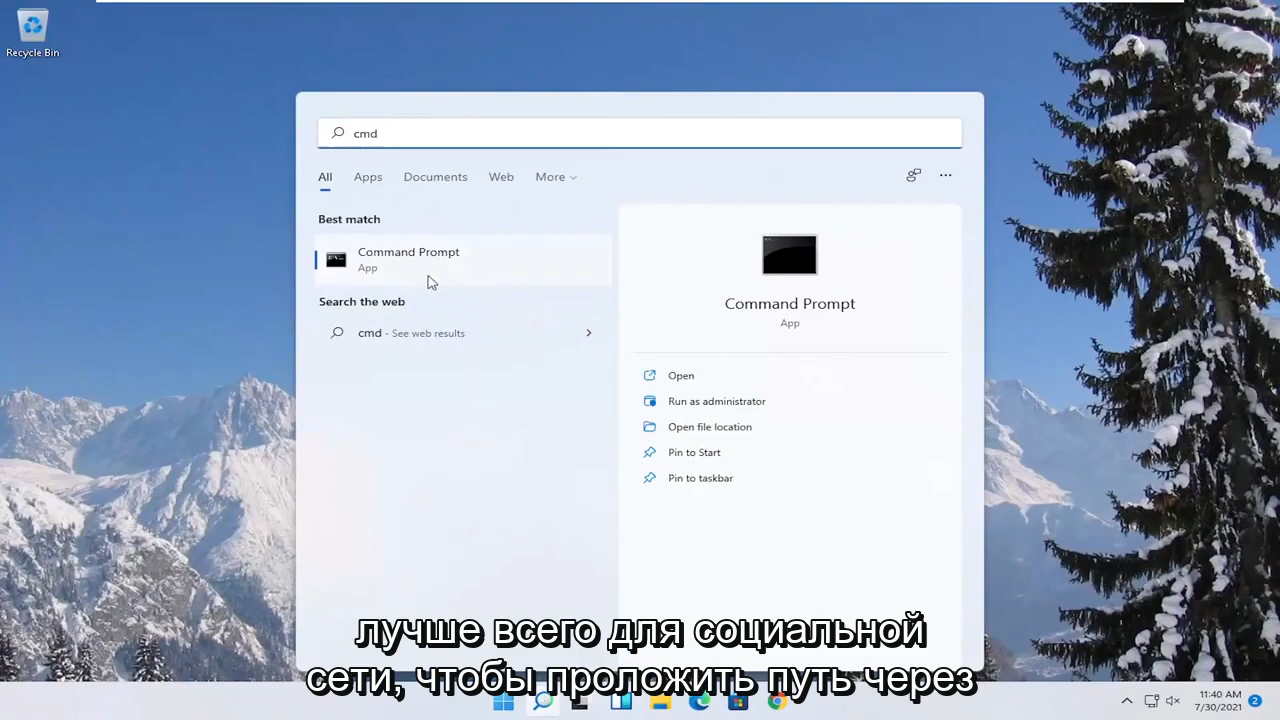 Recycle Bin
cmd
All Apps Documents Web More
Best match
Command Prompt
App
Search the web
cmd - See web results
Command Prompt
App
Open
Run as administrator
Open file location
Pin to Start
Pin to taskbar
лучше всего для социальной
сети, чтобы проложить путь через
11:40 AM
7/30/2021
2